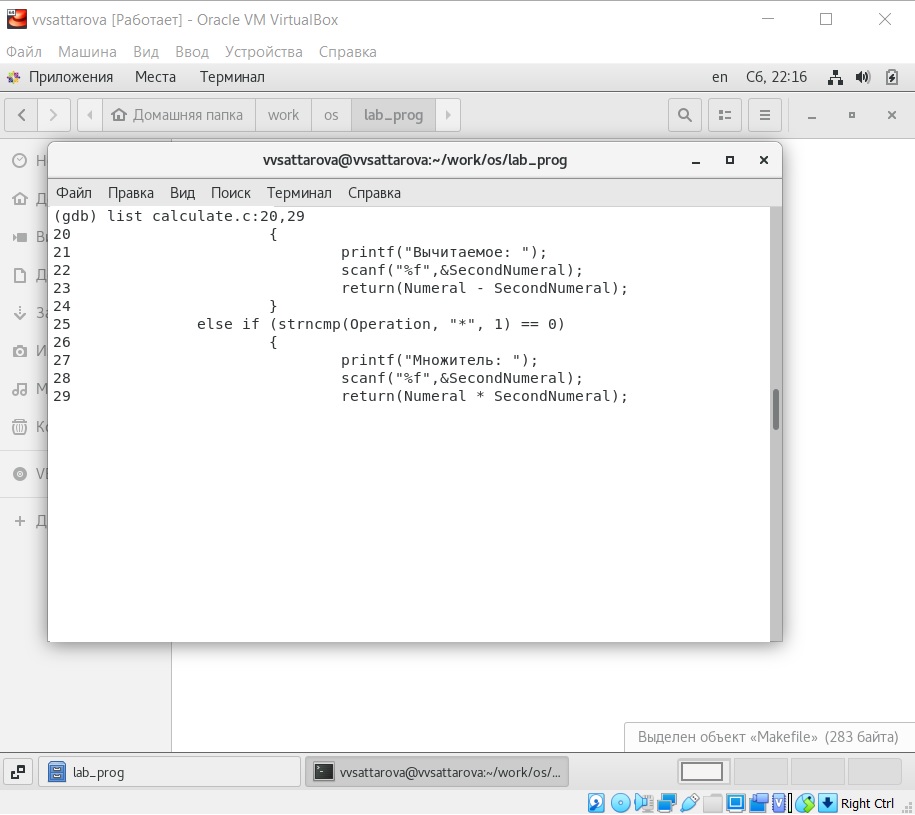 vvsattarova [Работает] - Oracle VM VirtualBox
Файл Машина Вид Ввод Устройства Справка
Приложения Места Терминал en Сб, 22:16
Домашняя папка work os lab_prog
vvsattarova@vvsattarova:~/work/os/lab_prog
Файл Правка Вид Поиск Терминал Справка
(gdb) list calculate.c:20,29
20 {
21 printf("Вычитаемое: ");
22 scanf("%f",&SecondNumeral);
23 return(Numeral - SecondNumeral);
24 }
25 else if (strncmp(Operation, "*", 1) == 0)
26 {
27 printf("Множитель: ");
28 scanf("%f",&SecondNumeral);
29 return(Numeral * SecondNumeral);
Выделен объект «Makefile» (283 байта)
lab_prog vvsattarova@vvsattarova:~/work/os/...
Right Ctrl